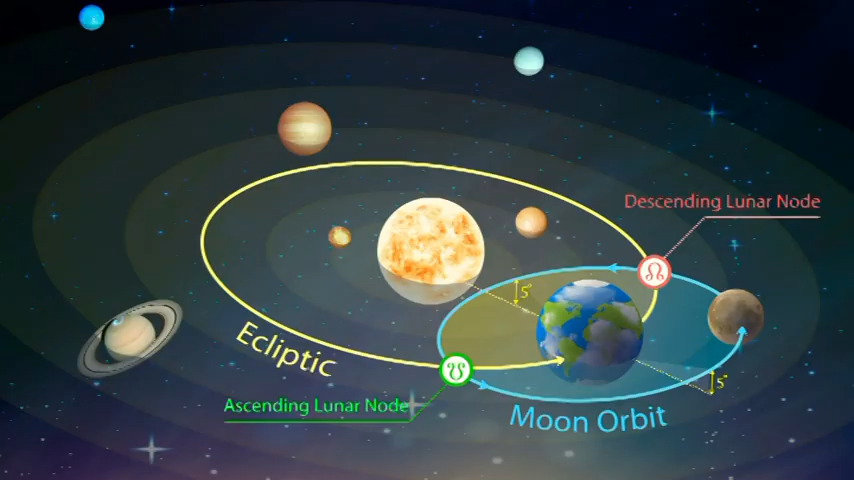 Descending Lunar Node
☊
5°
Ecliptic
☋
5°
Ascending Lunar Node
Moon Orbit